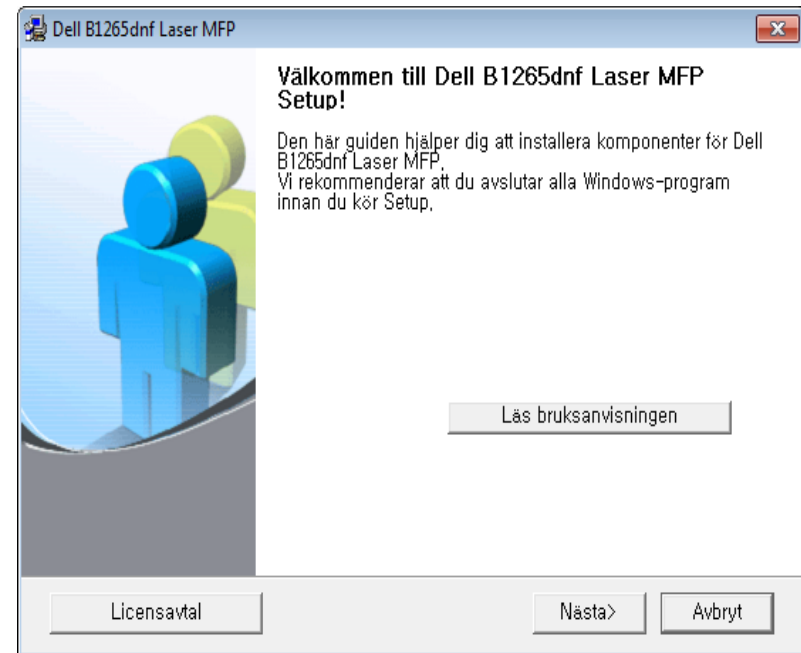 Dell B1265dnf Laser MFP
Välkommen till Dell B1265dnf Laser MFP
Setup!
Den här guiden hjälper dig att installera komponenter för Dell
B1265dnf Laser MFP.
Vi rekommenderar att du avslutar alla Windows-program
innan du kör Setup.
Läs bruksanvisningen
Licensavtal
Nästa>
Avbryt